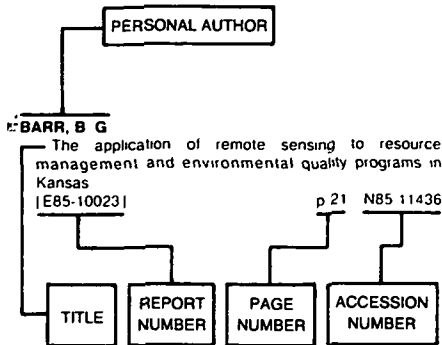 PERSONAL AUTHOR
BARR, B G
The application of remote sensing to resource
management and environmental quality programs in
Kansas
[E85-10023] p 21 N85 11436
TITLE
REPORT NUMBER
PAGE NUMBER
ACCESSION NUMBER